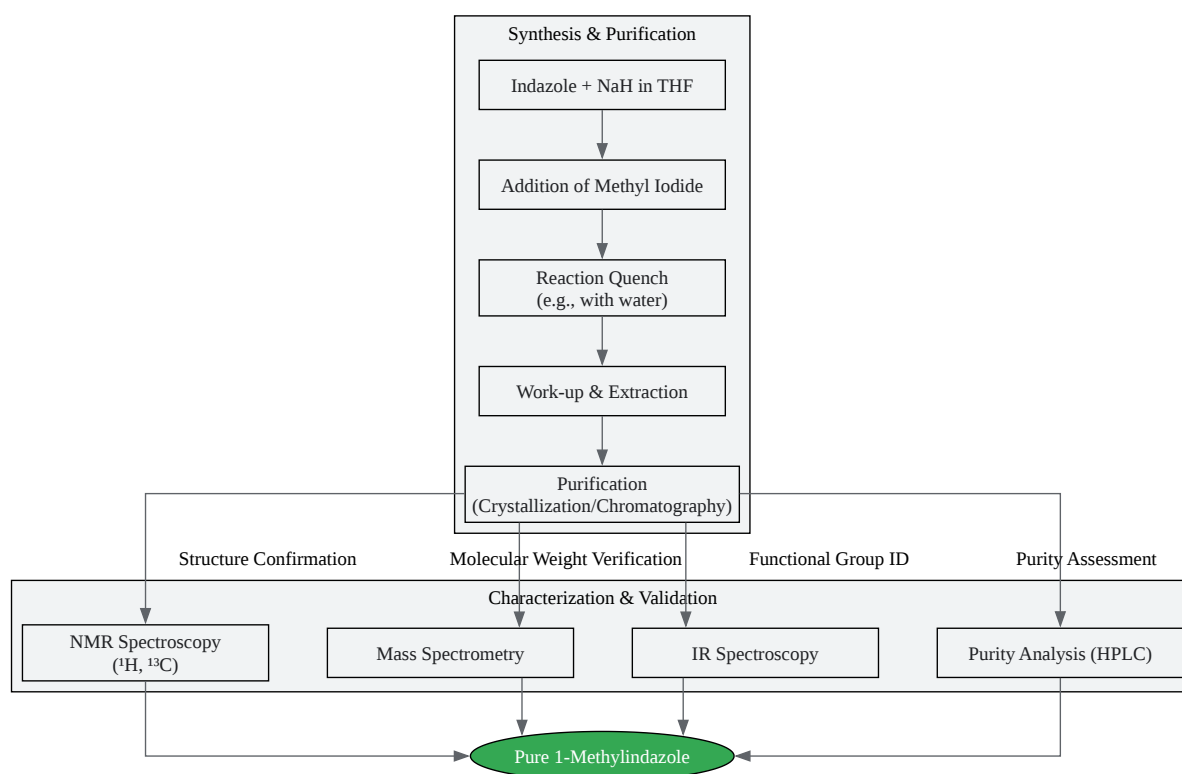 Synthesis & Purification
Indazole + NaH in THF
Addition of Methyl Iodide
Reaction Quench
(e.g., with water)
Work-up & Extraction
Purification
(Crystallization/Chromatography)
Structure Confirmation
Molecular Weight Verification
Functional Group ID
Purity Assessment
Characterization & Validation
NMR Spectroscopy
(¹H, ¹³C)
Mass Spectrometry
IR Spectroscopy
Purity Analysis (HPLC)
Pure 1-Methylindazole